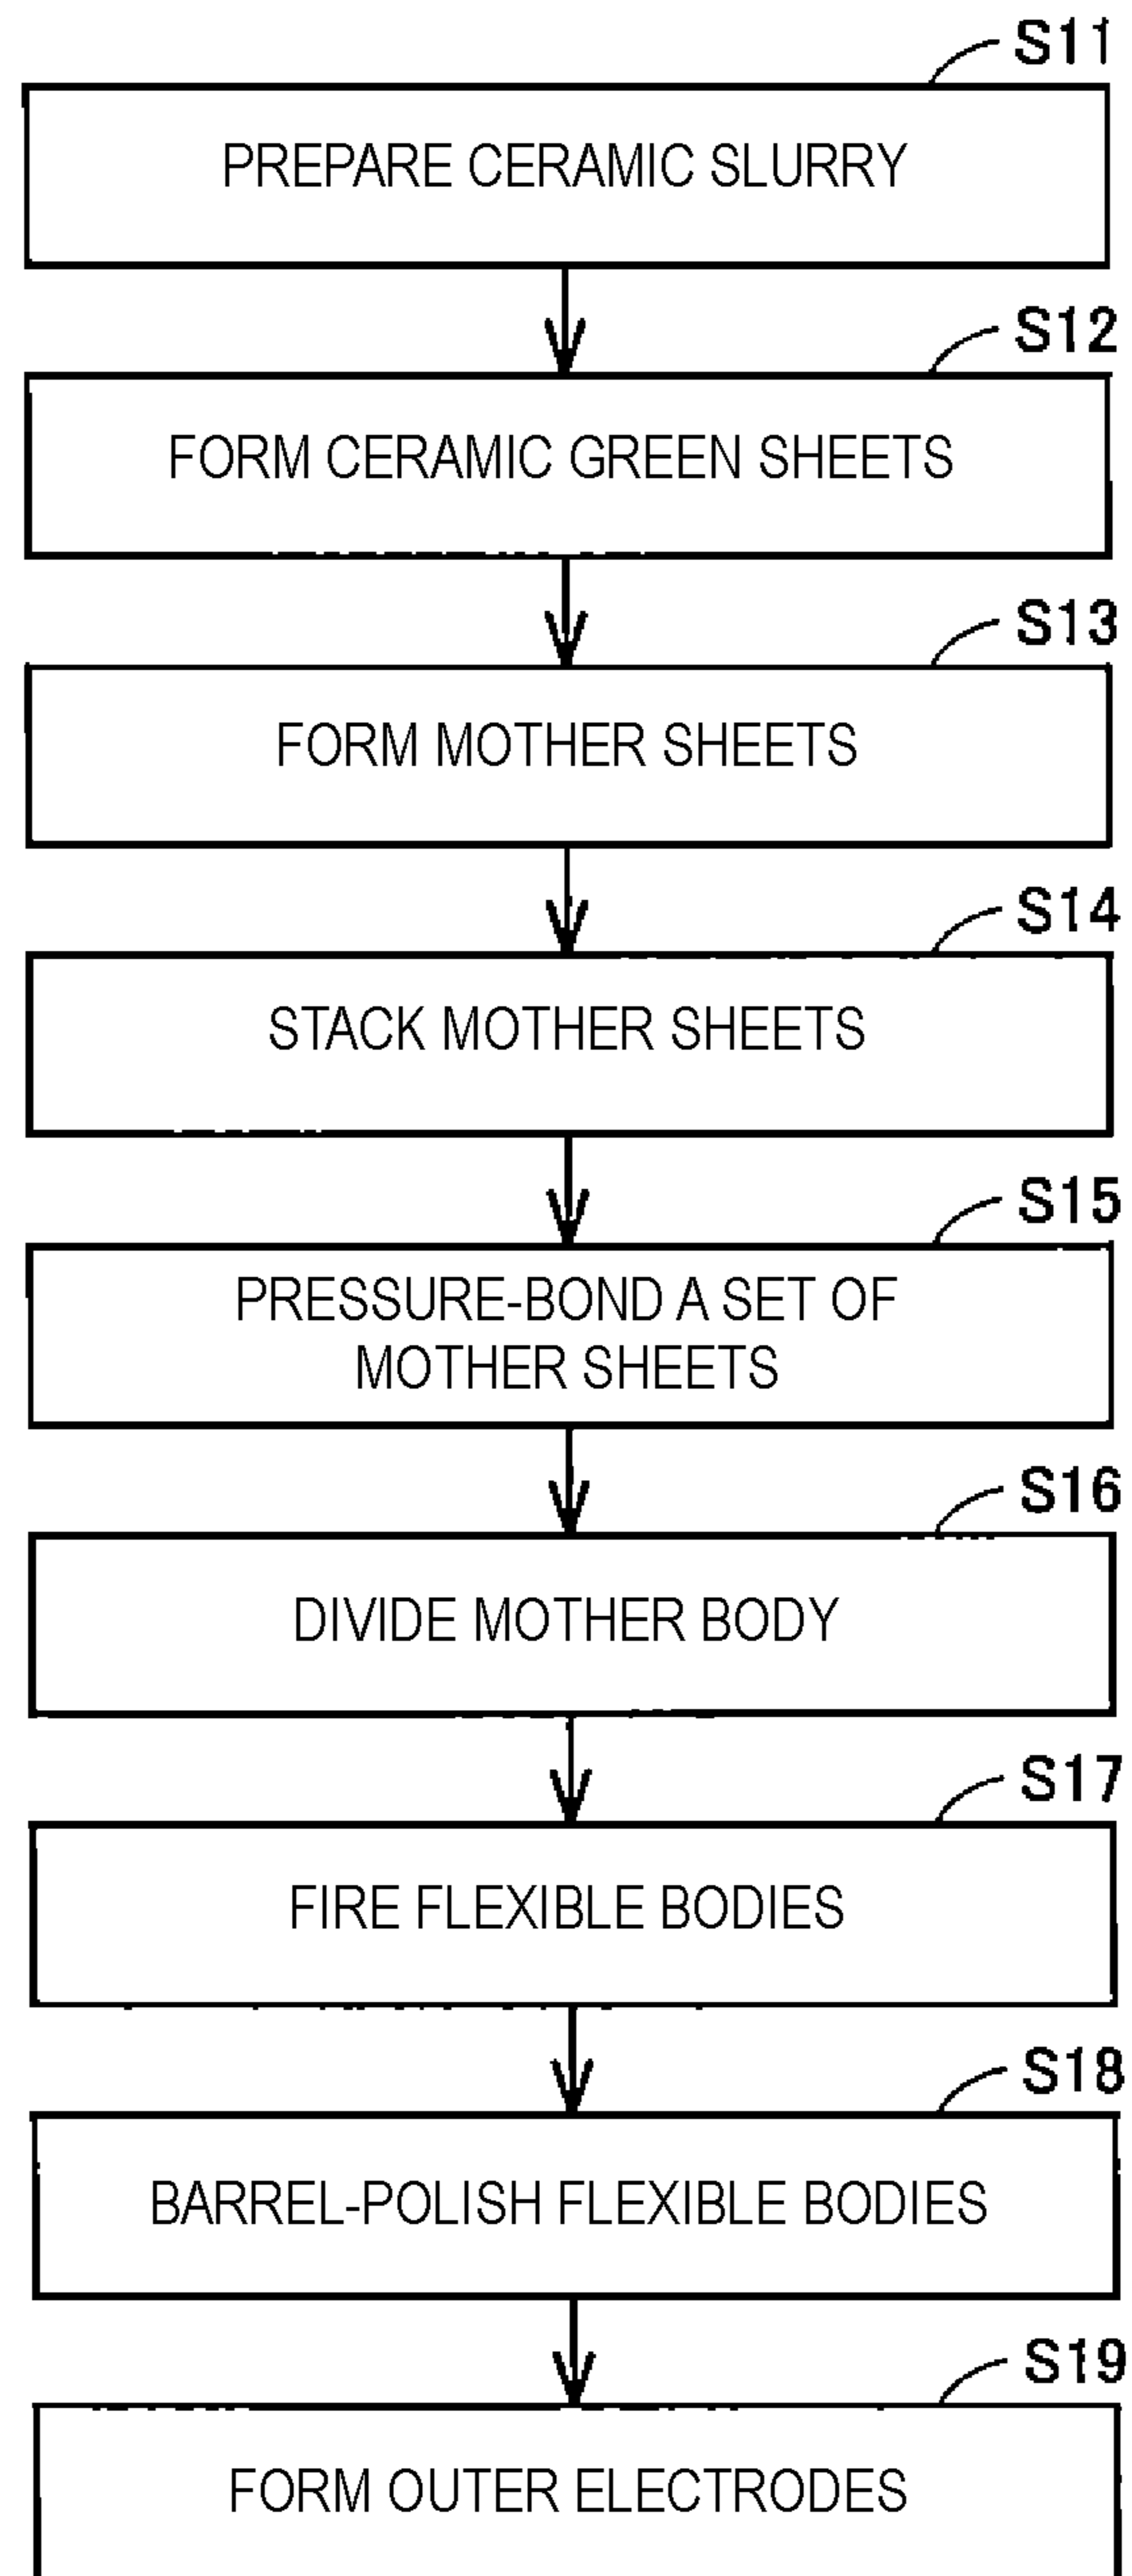 S11
PREPARE CERAMIC SLURRY
S12
FORM CERAMIC GREEN SHEETS
S13
FORM MOTHER SHEETS
S14
STACK MOTHER SHEETS
S15
PRESSURE-BOND A SET OF
MOTHER SHEETS
S16
DIVIDE MOTHER BODY
S17
FIRE FLEXIBLE BODIES
S18
BARREL-POLISH FLEXIBLE BODIES
S19
FORM OUTER ELECTRODES